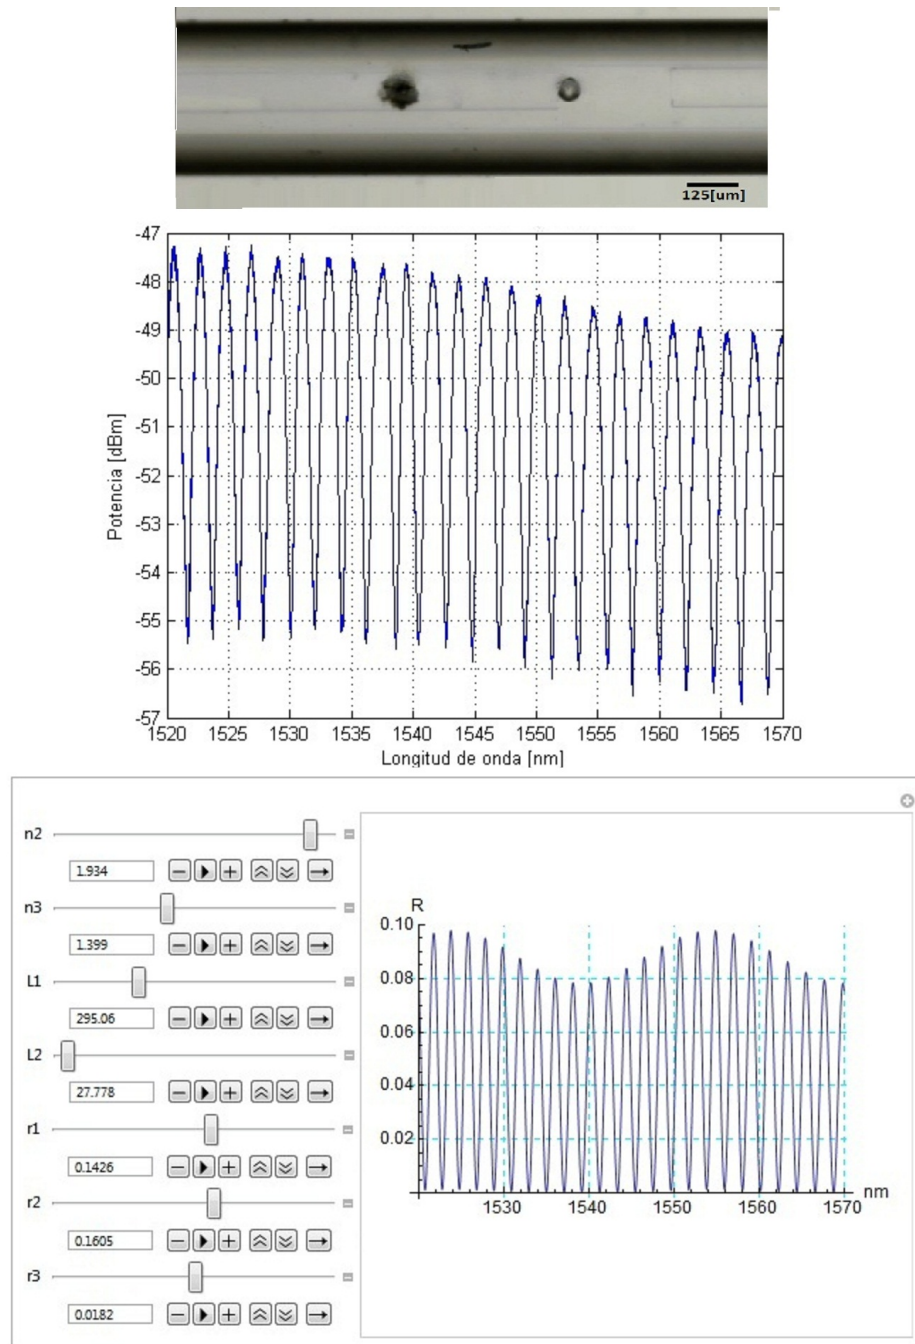 125[um]
-47
-48
-49
-50
-51
-52
-53
-54
-55
-56
-57
Potencia [dBm]
1520 1525 1530 1535 1540 1545 1550 1555 1560 1565 1570
Longitud de onda [nm]
n2
1.934
n3
1.399
L1
295.06
L2
27.778
r1
0.1426
r2
0.1605
r3
0.0182
R
0.10
0.08
0.06
0.04
0.02
1530 1540 1550 1560 1570
nm